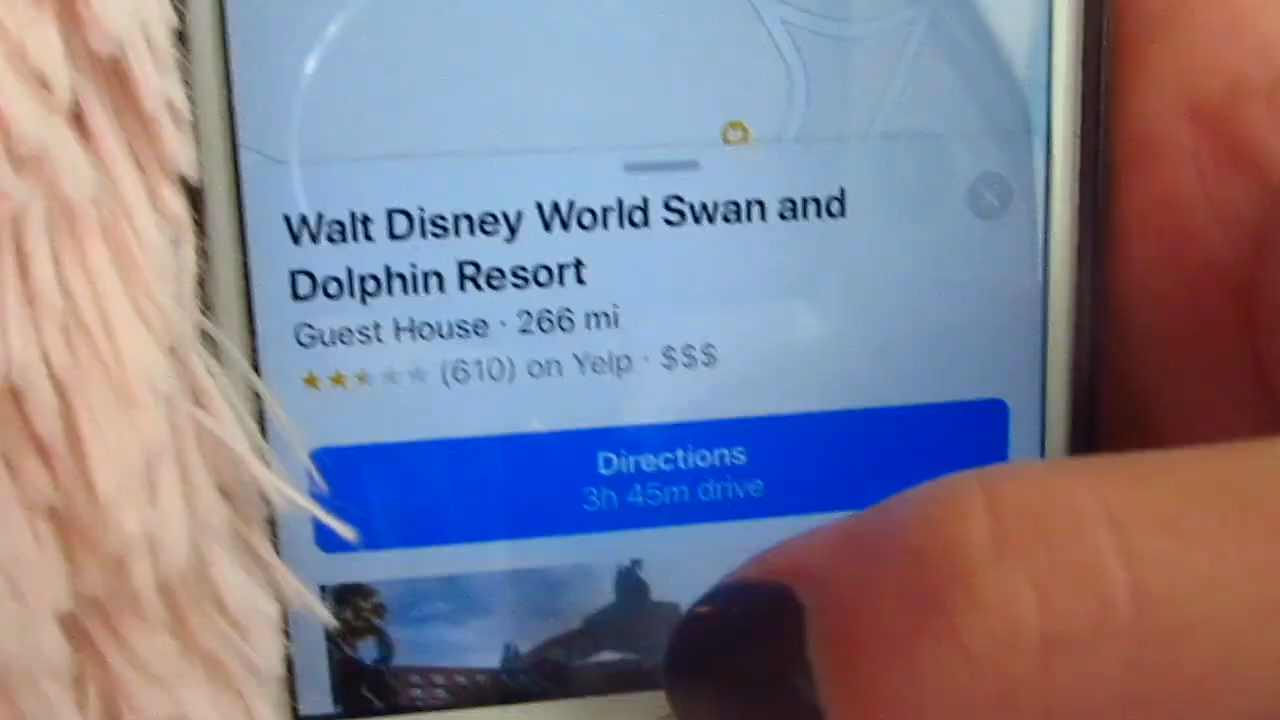 Walt Disney World Swan and
Dolphin Resort
Guest House · 266 mi
(610) on Yelp · $$$
Directions
3h 45m drive